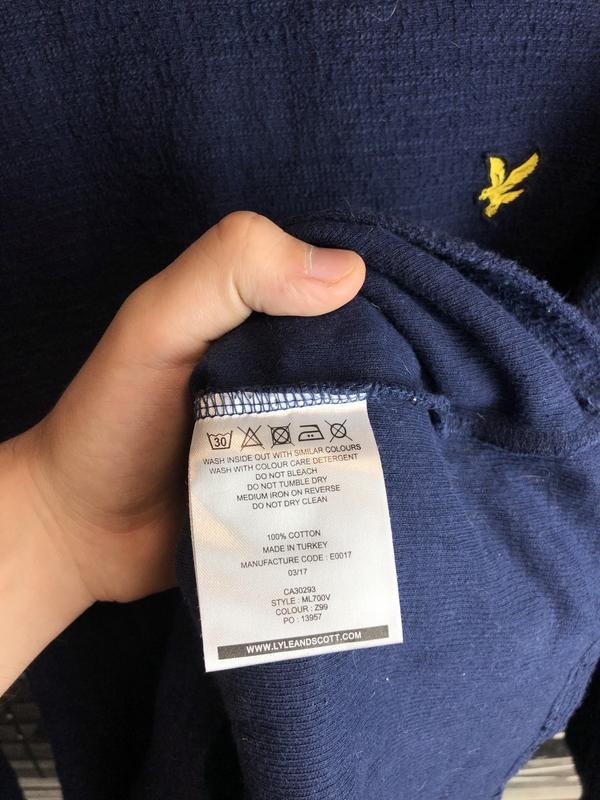 30
WASH INSIDE OUT WITH SIMILAR COLOURS
WASH WITH COLOUR CARE DETERGENT
DO NOT BLEACH
DO NOT TUMBLE DRY
MEDIUM IRON ON REVERSE
DO NOT DRY CLEAN
100% COTTON
MADE IN TURKEY
MANUFACTURE CODE : E0017
03/17
CA30293
STYLE : ML700V
COLOUR : Z99
PO : 13957
WWW.LYLEANDSCOTT.COM